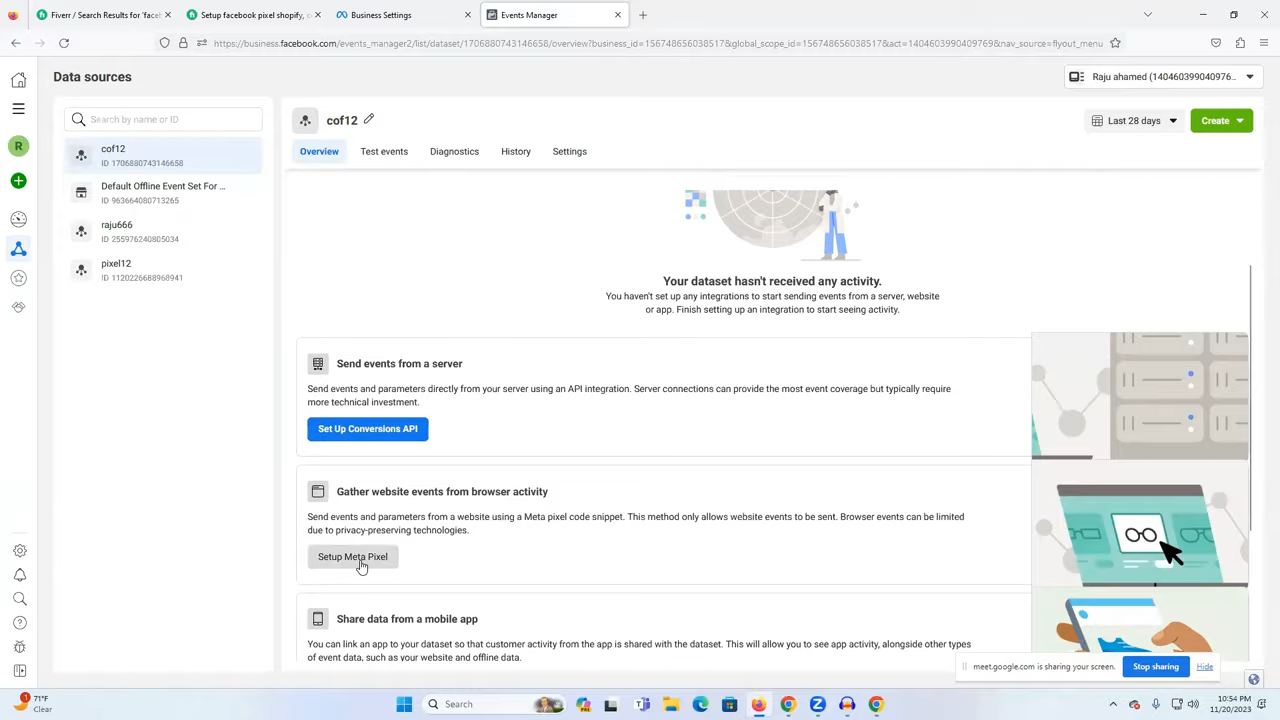 Fiverr / Search Results for 'facet
Setup facebook pixel shopify,
Business Settings
Events Manager
https://business.facebook.com/events_manager2/list/dataset/1706880743146658/overview?business_id=156748656038517&global_scope_id=156748656038517&act=1404603990409769&nav_source=flyout_menu
Data sources
Raju ahamed (140460399040976...
Search by name or ID
cof12
Last 28 days
Create
R
cof12
ID 1706880743146658
Overview
Test events
Diagnostics
History
Settings
Default Offline Event Set For ...
ID 963664080713265
raju666
ID 255976240805034
pixel12
ID 1120226688968941
Your dataset hasn't received any activity.
You haven't set up any integrations to start sending events from a server, website
or app. Finish setting up an integration to start seeing activity.
Send events from a server
Send events and parameters directly from your server using an API integration. Server connections can provide the most event coverage but typically require
more technical investment.
Set Up Conversions API
Gather website events from browser activity
Send events and parameters from a website using a Meta pixel code snippet. This method only allows website events to be sent. Browser events can be limited
due to privacy-preserving technologies.
Setup Meta Pixel
Share data from a mobile app
You can link an app to your dataset so that customer activity from the app is shared with the dataset. This will allow you to see app activity, alongside other types
of event data, such as your website and offline data.
meet.google.com is sharing your screen.
Stop sharing
Hide
1
71°F
Clear
Search
10:54 PM
11/20/2023